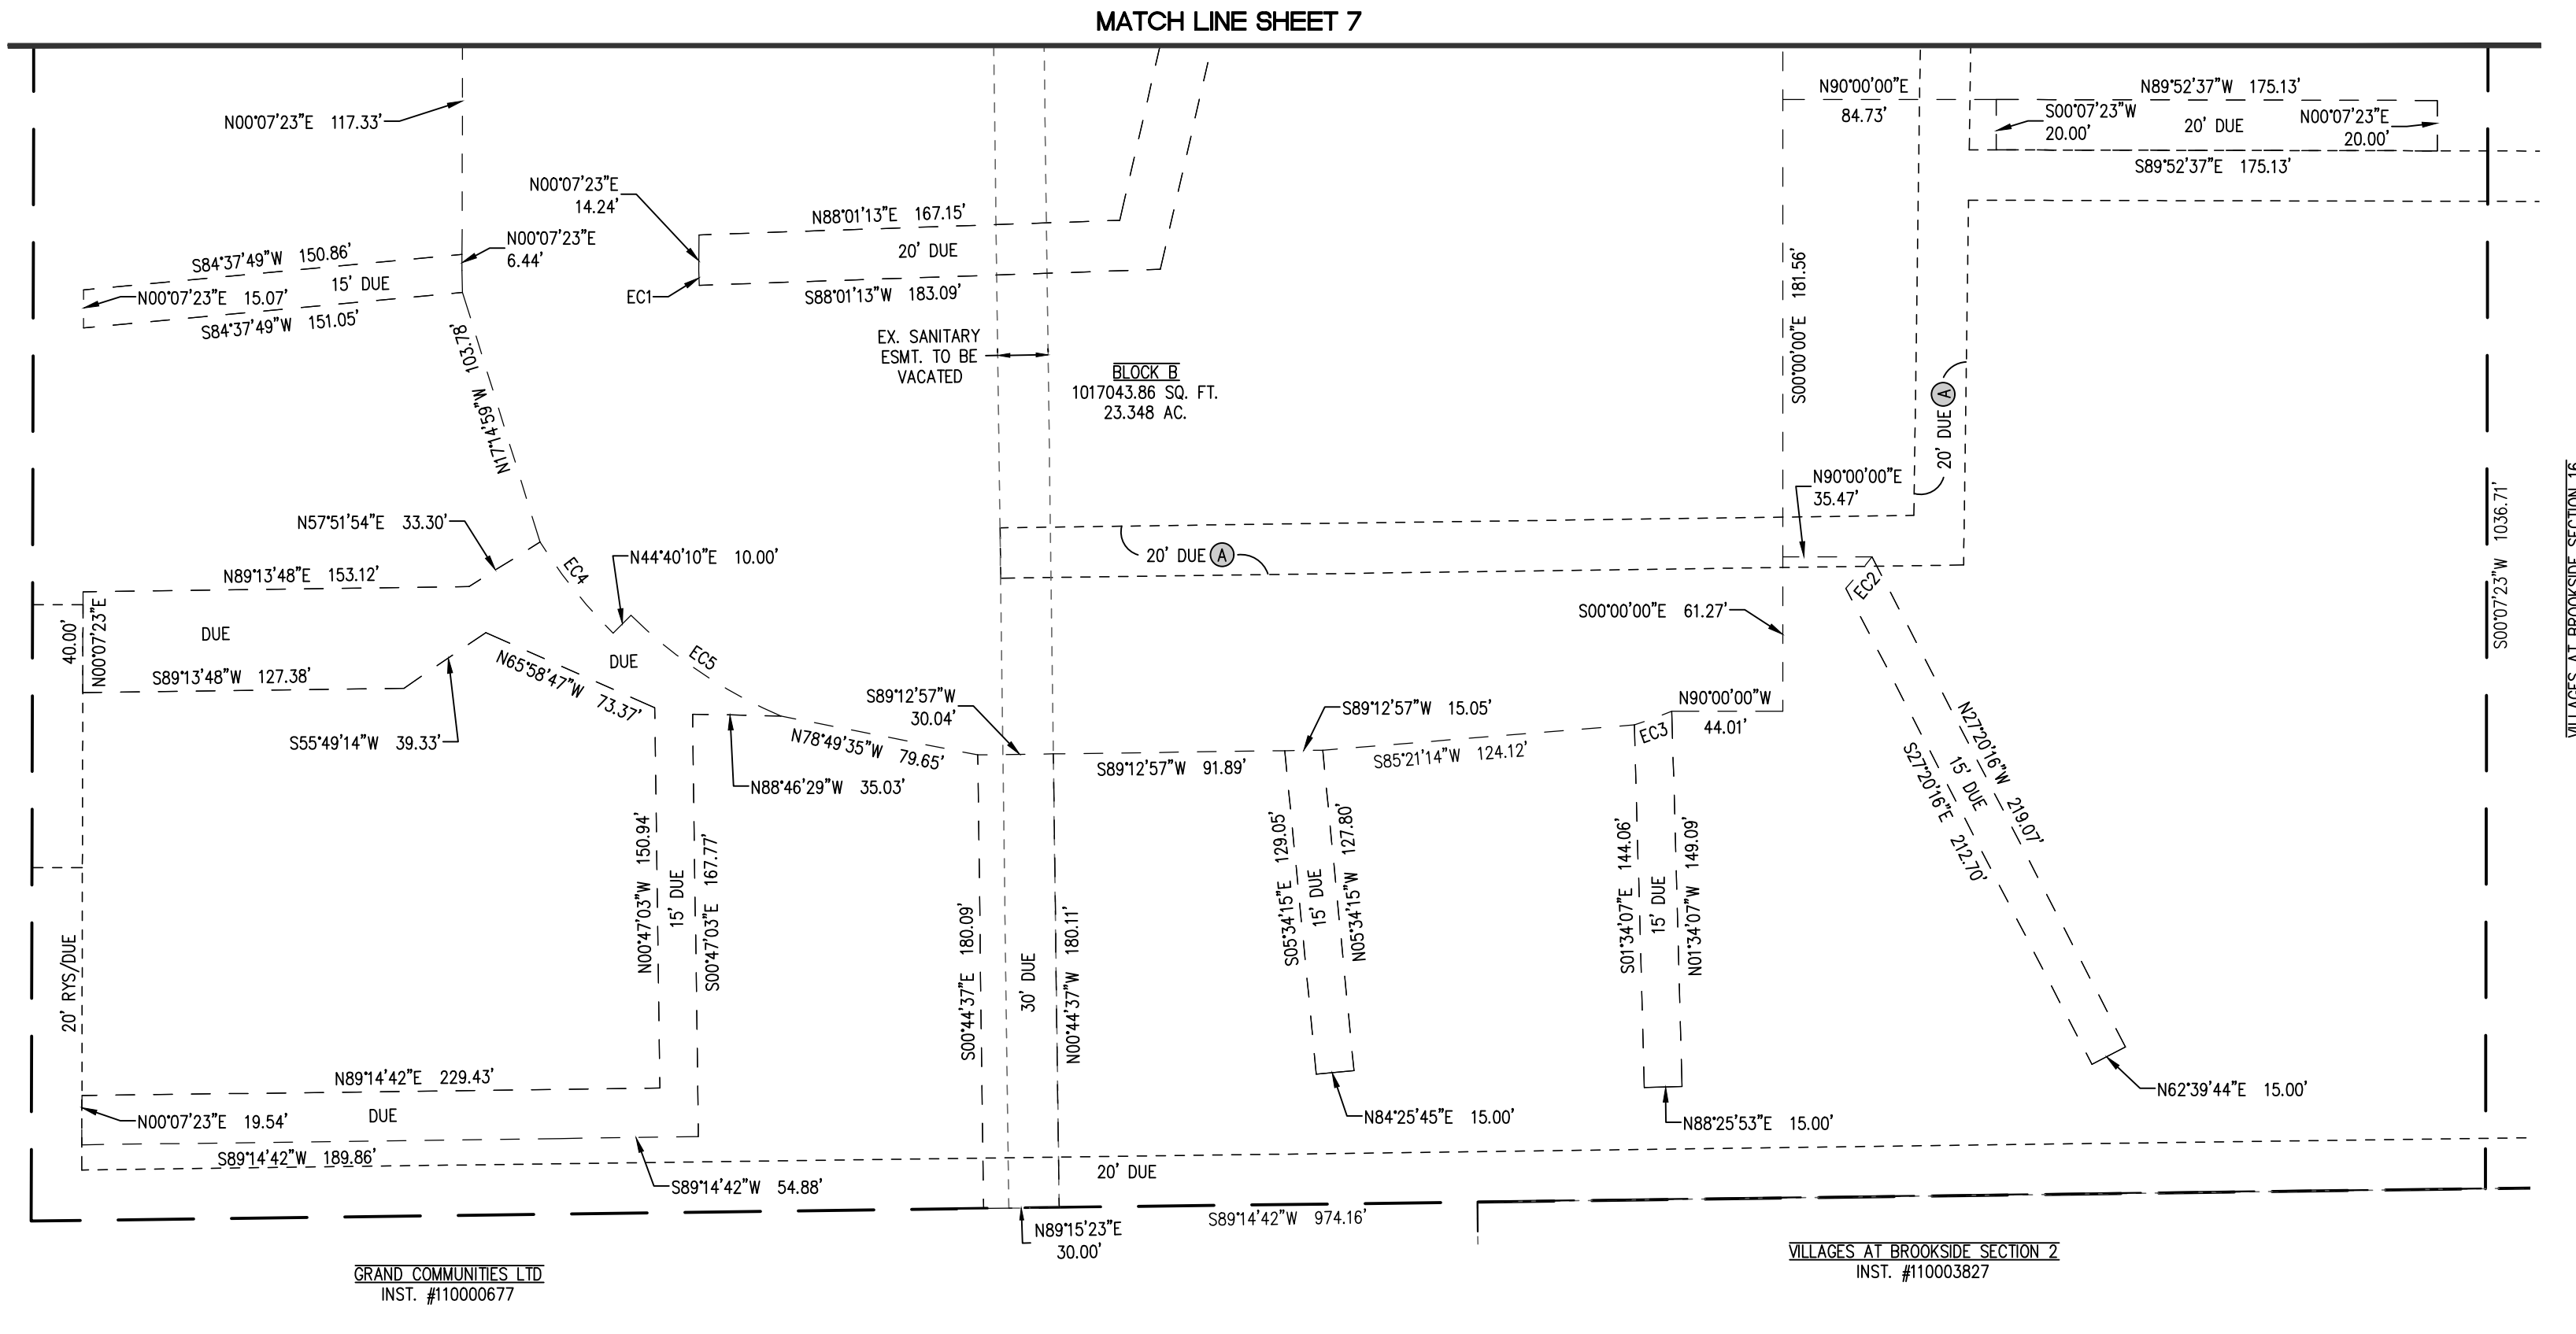 MATCH LINE SHEET 7
N00°07'23"E 117.33'
N90°00'00"E
84.73'
N89°52'37"W 175.13'
S00°07'23"W
20.00'
20' DUE
N00°07'23"E
20.00'
S89°52'37"E 175.13'
N00°07'23"E
14.24'
N88°01'13"E 167.15'
20' DUE
S88°01'13"W 183.09'
EC1
N00°07'23"E
6.44'
S84°37'49"W 150.86'
15' DUE
N00°07'23"E 15.07'
S84°37'49"W 151.05'
N17°14'59"W 103.78'
EX. SANITARY
ESMT. TO BE
VACATED
BLOCK B
1017043.86 SQ. FT.
23.348 AC.
S00°00'00"E 181.56'
20' DUE A
N90°00'00"E
35.47'
S00°07'23"W 1036.71'
VILLAGES AT BROOKSIDE SECTION 16
N57°51'54"E 33.30'
EC4
N44°40'10"E 10.00'
20' DUE A
EC2
N89°13'48"E 153.12'
N00°07'23"E
40.00'
DUE
S00°00'00"E 61.27'
S89°13'48"W 127.38'
N65°58'47"W 73.37'
DUE
EC5
S55°49'14"W 39.33'
S89°12'57"W
30.04'
S89°12'57"W 15.05'
N90°00'00"W
44.01'
EC3
N78°49'35"W 79.65'
N88°46'29"W 35.03'
S89°12'57"W 91.89'
S85°21'14"W 124.12'
N27°20'16"W 219.07'
15' DUE
S27°20'16"E 212.70'
20' RYS/DUE
N00°47'03"W 150.94'
15' DUE
S00°47'03"E 167.77'
S00°44'37"E 180.09'
30' DUE
N00°44'37"W 180.11'
S05°34'15"E 129.05'
15' DUE
N05°34'15"W 127.80'
S01°34'07"E 144.06'
15' DUE
N01°34'07"W 149.09'
N89°14'42"E 229.43'
N00°07'23"E 19.54'
DUE
N84°25'45"E 15.00'
N88°25'53"E 15.00'
N62°39'44"E 15.00'
S89°14'42"W 189.86'
S89°14'42"W 54.88'
20' DUE
N89°15'23"E
30.00'
S89°14'42"W 974.16'
GRAND COMMUNITIES LTD
INST. #110000677
VILLAGES AT BROOKSIDE SECTION 2
INST. #110003827